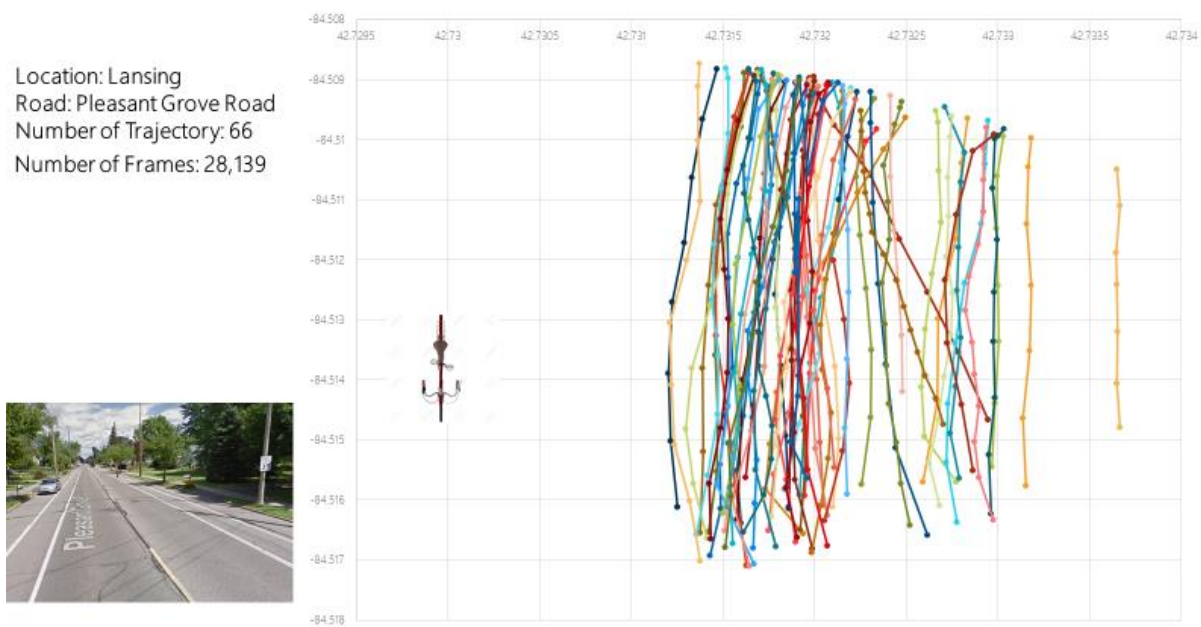 -84.508
42.7295 42.73 42.7305 42.731 42.7315 42.732 42.7325 42.733 42.7335 42.734
Location: Lansing
Road: Pleasant Grove Road
Number of Trajectory: 66
Number of Frames: 28,139
-84.509
-84.51
-84.511
-84.512
-84.513
-84.514
-84.515
-84.516
-84.517
-84.518